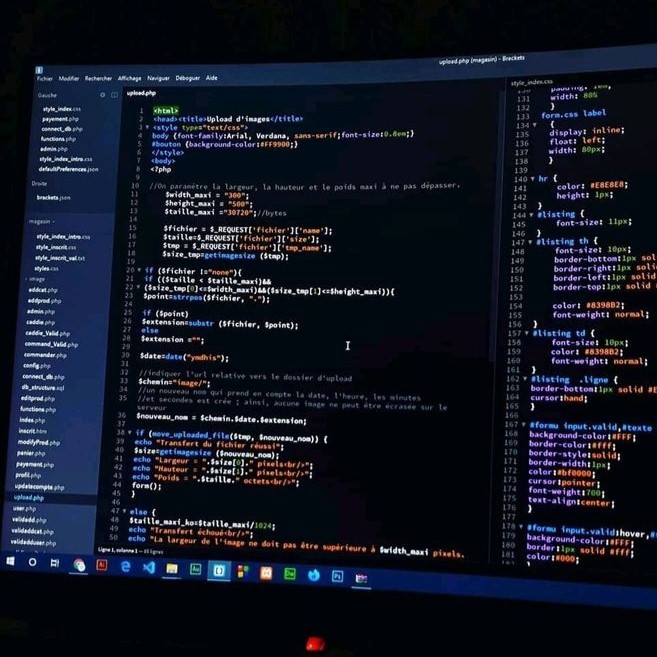 upload.php (magasin) - Brackets
Fichier Modifier Rechercher Affichage Naviguer Déboguer Aide
Gauche
style_index.css
payement.php
connect_db.php
functions.php
admin.php
style_index_intro.css
defaultPreferences.json
Droite
brackets.json
magasin
style_index_intro.css
style_inscrit.css
style_inscrit_val.txt
styles.css
image
addcat.php
addprod.php
admin.php
caddie.php
caddie_Valid.php
command_Valid.php
commander.php
config.php
connect_db.php
db_structure.sql
editprod.php
functions.php
index.php
inscrit.htm
modifyProd.php
panier.php
payement.php
profil.php
updatecompte.php
upload.php
user.php
validadd.php
validaddcat.php
validadduser.php
upload.php
1 <html>
2 <head><title>Upload d'images</title>
3 <style type="text/css">
4 body {font-family:Arial, Verdana, sans-serif;font-size:0.8em;}
5 #bouton {background-color:#FF9900;}
6 </style>
7 <body>
8 <?php
9
10 //On paramètre la largeur, la hauteur et le poids maxi à ne pas dépasser.
11 $width_maxi = "300";
12 $height_maxi = "500";
13 $taille_maxi ="30720";//bytes
14
15 $fichier = $_REQUEST['fichier']['name'];
16 $taille=$_REQUEST['fichier']['size'];
17 $tmp = $_REQUEST['fichier']['tmp_name'];
18 $size_tmp=getimagesize ($tmp);
19
20 if ($fichier !="none"){
21 if (($taille < $taille_maxi)&&
22 ($size_tmp[0]<=$width_maxi)&&($size_tmp[1]<=$height_maxi)){
23 $point=strrpos($fichier, ".");
24
25 if ($point)
26 $extension=substr ($fichier, $point);
27 else
28 $extension ="";
29
30 $date=date("ymdhis");
31
32 //indiquer l'url relative vers le dossier d'upload
33 $chemin="image/";
34 //un nouveau nom qui prend en compte la date, l'heure, les minutes
35 //et secondes est crée ; ainsi, aucune image ne peut être écrasée sur le
serveur
36 $nouveau_nom = $chemin.$date.$extension;
37
38 if (move_uploaded_file($tmp, $nouveau_nom)) {
39 echo "Transfert du fichier réussi";
40 $size=getimagesize ($nouveau_nom);
41 echo "Largeur = ".$size[0]." pixels<br/>";
42 echo "Hauteur = ".$size[1]." pixels<br/>";
43 echo "Poids = ".$taille." octets<br/>";
44 form();
45 }
46
47 else {
48 $taille_maxi_ko=$taille_maxi/1024;
49 echo "Transfert échoué<br/>";
50 echo "La largeur de l'image ne doit pas être supérieure à $width_maxi pixels.
Ligne 1, colonne 1
style_index.css
131 width: 80%
132 }
133 form.css label
134 {
135 display: inline;
136 float: left;
137 width: 80px;
138 }
139
140 hr {
141 color: #E8E8E8;
142 height: 1px;
143 }
144 #listing {
145 font-size: 11px;
146 }
147 #listing th {
148 font-size: 10px;
149 border-bottom:1px sol
150 border-right:1px soli
151 border-left:1px solid
152 border-top:1px solid
153
154 color: #8398B2;
155 font-weight: normal;
156 }
157 #listing td {
158 font-size: 10px;
159 color: #8398B2;
160 font-weight: normal;
161 }
162 #listing .ligne {
163 border-bottom:1px solid #E
164 cursor:hand;
165 }
166
167 #formu input.valid,#texte
168 background-color:#FFF;
169 border-color:#fff;
170 border-style:solid;
171 border-width:1px;
172 color:#bf0000;
173 cursor:pointer;
174 font-weight:700;
175 text-align:center;
176 }
177
178 #formu input.valid:hover,#
179 background-color:#FFF;
180 border:1px solid #fff;
181 color:#000;